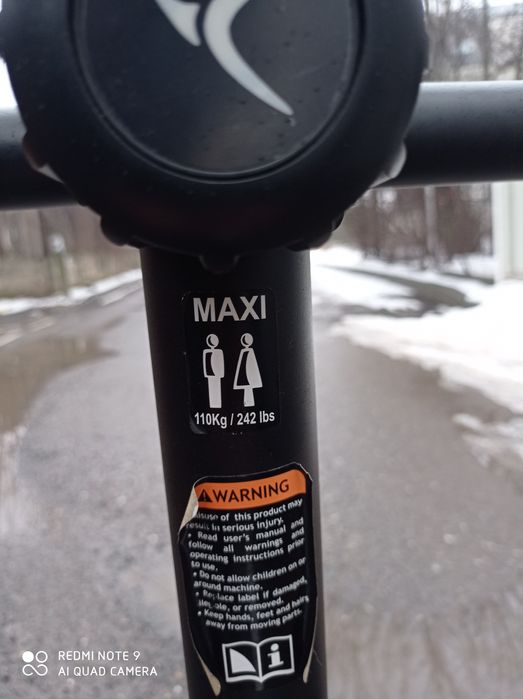 MAXI
110Kg / 242 lbs
WARNING
Misuse of this product may
result in serious injury.
• Read user's manual and
follow all warnings and
operating instructions prior
to use.
• Do not allow children on or
around machine.
• Replace label if damaged,
illegible, or removed.
• Keep hands, feet and hairs
away from moving parts.
REDMI NOTE 9
AI QUAD CAMERA